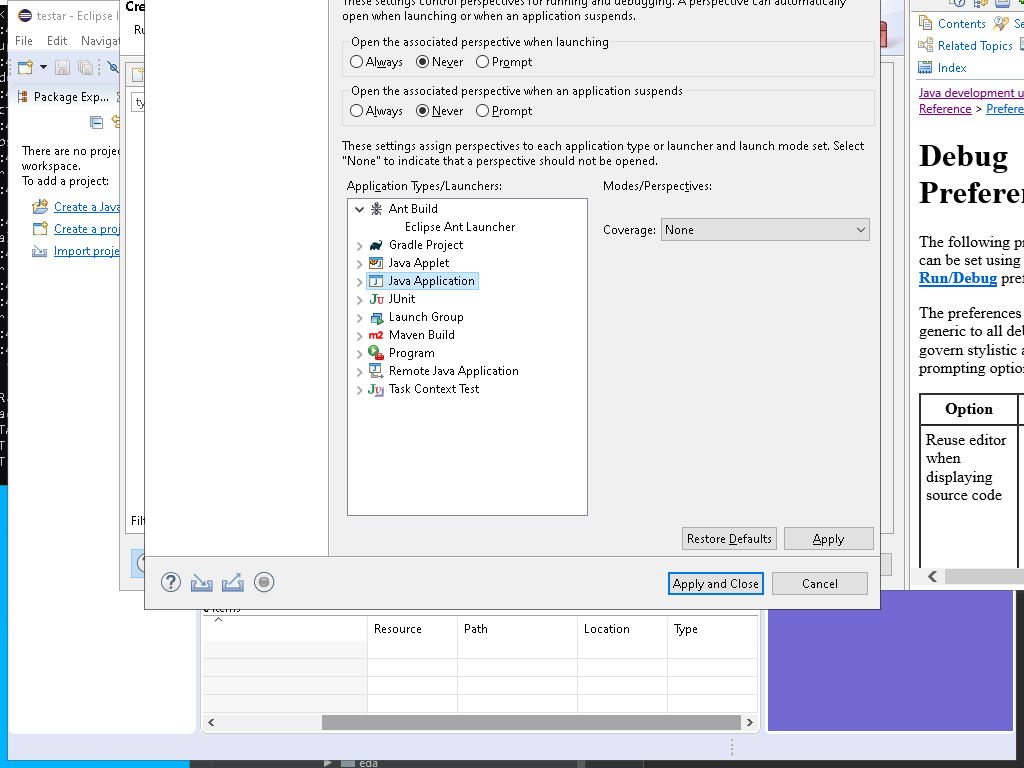 testar - Eclipse I
Cre
File Edit Navigat
Ru
Package Exp...
ty
There are no projec
workspace.
To add a project:
Create a Java
Create a proj
Import proje
Filt
These settings control perspectives for running and debugging. A perspective can automatically
open when launching or when an application suspends.
Open the associated perspective when launching
Always Never Prompt
Open the associated perspective when an application suspends
Always Never Prompt
These settings assign perspectives to each application type or launcher and launch mode set. Select
"None" to indicate that a perspective should not be opened.
Application Types/Launchers:
Modes/Perspectives:
Ant Build
Eclipse Ant Launcher
Gradle Project
Java Applet
Java Application
JUnit
Launch Group
Maven Build
Program
Remote Java Application
Task Context Test
Coverage: None
Restore Defaults Apply
Apply and Close Cancel
Contents Se
Related Topics
Index
Java development u
Reference > Prefere
Debug
Preferen
The following pr
can be set using
Run/Debug pref
The preferences
generic to all deb
govern stylistic a
prompting option
Option
Reuse editor
when
displaying
source code
Resource Path Location Type
eda